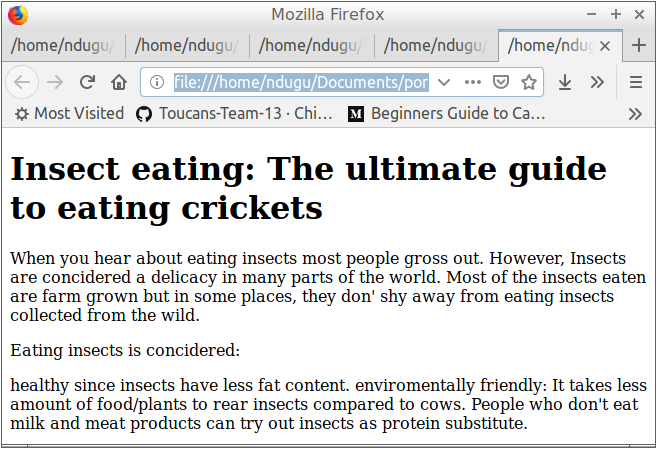 Mozilla Firefox
/home/ndugu/ /home/ndugu/ /home/ndugu/ /home/ndugu/ /home/ndug
file:///home/ndugu/Documents/por
Most Visited Toucans-Team-13 · Chi… Beginners Guide to Ca…
Insect eating: The ultimate guide
to eating crickets
When you hear about eating insects most people gross out. However, Insects
are concidered a delicacy in many parts of the world. Most of the insects eaten
are farm grown but in some places, they don' shy away from eating insects
collected from the wild.
Eating insects is concidered:
healthy since insects have less fat content. enviromentally friendly: It takes less
amount of food/plants to rear insects compared to cows. People who don't eat
milk and meat products can try out insects as protein substitute.